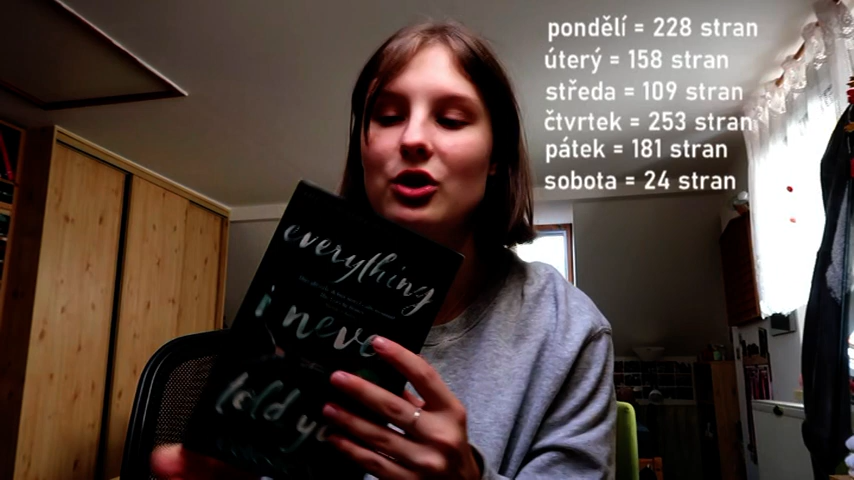 pondělí = 228 stran
úterý = 158 stran
středa = 109 stran
čtvrtek = 253 stran
pátek = 181 stran
sobota = 24 stran
everything
i neve
told yo